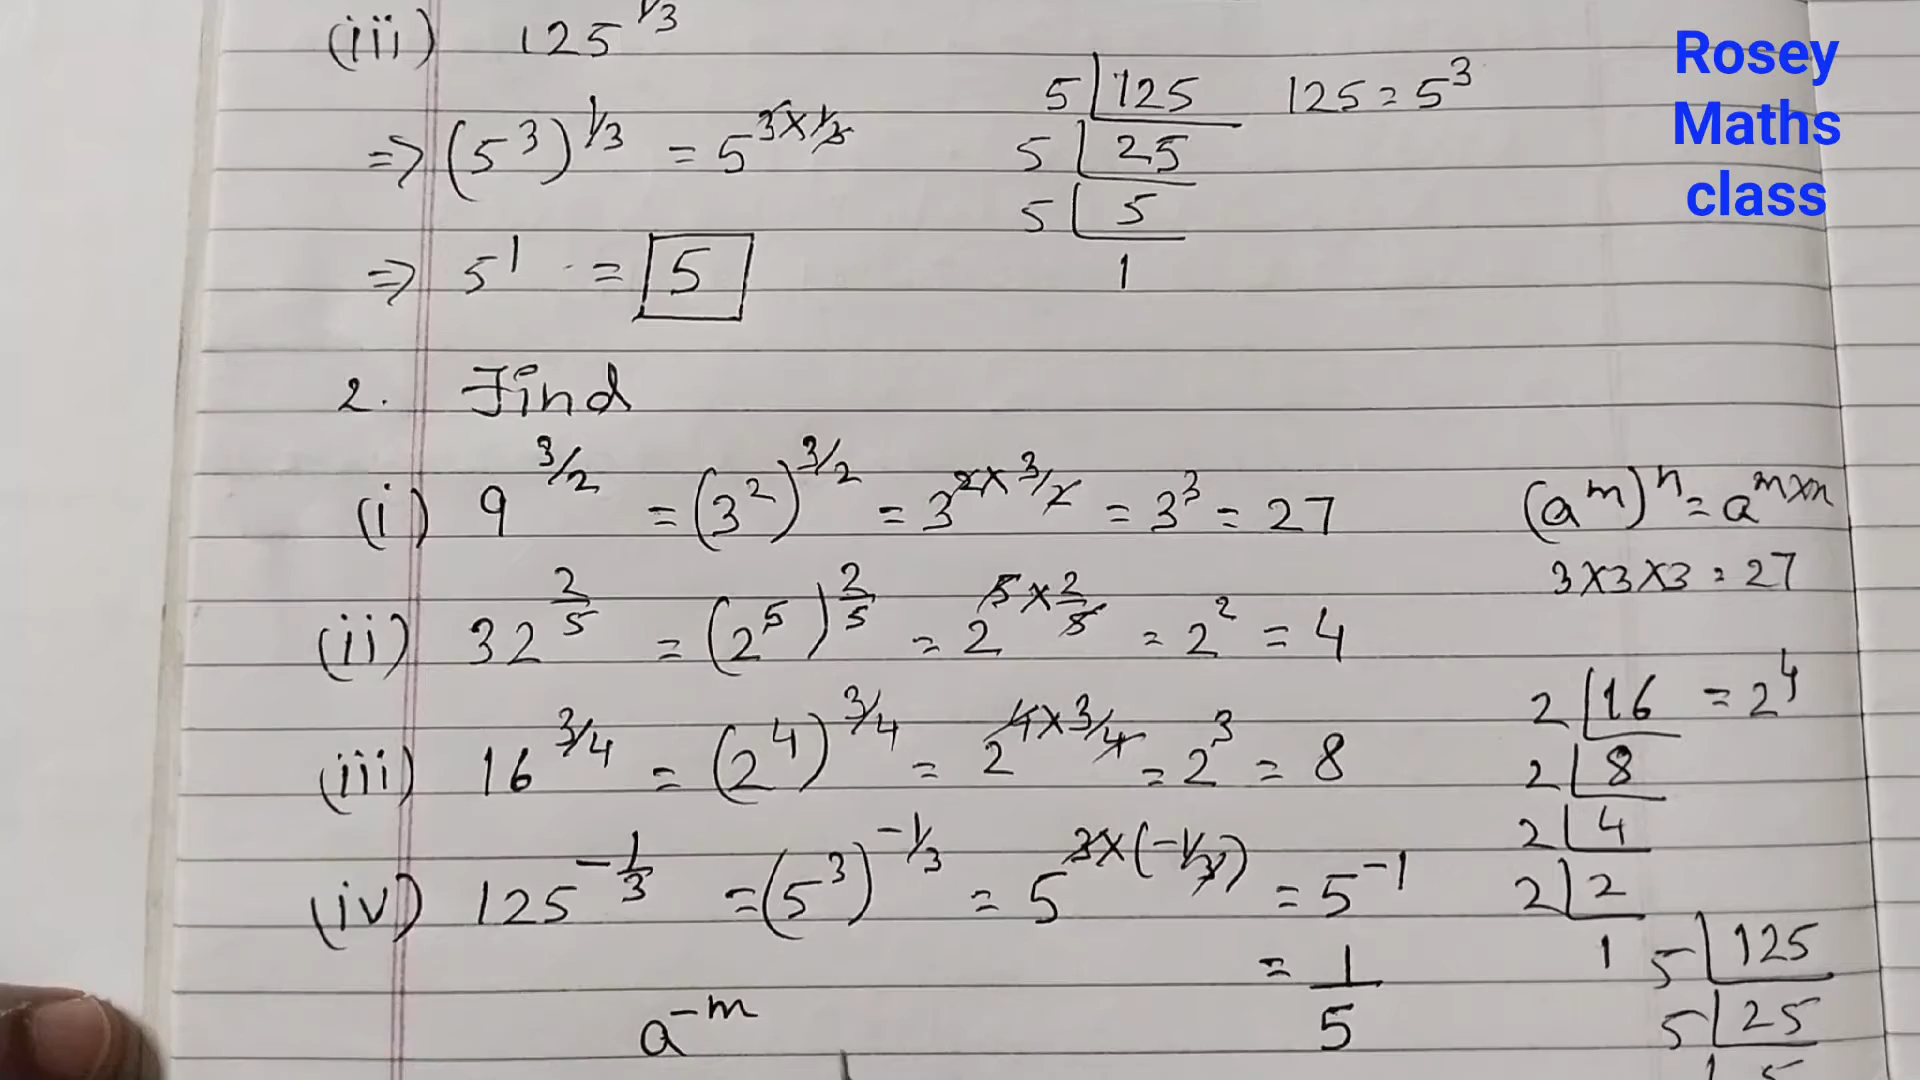 (iii) 125^1/3
=> (5^3)^1/3 = 5^3×1/3
=> 5^1 = 5
5 | 125 125 = 5^3
5 | 25
5 | 5
1
Rosey
Maths
class
2. Find
(i) 9^3/2 = (3^2)^3/2 = 3^2×3/2 = 3^3 = 27
(a^m)^n = a^m×n
3×3×3 = 27
(ii) 32^2/5 = (2^5)^2/5 = 2^5×2/5 = 2^2 = 4
(iii) 16^3/4 = (2^4)^3/4 = 2^4×3/4 = 2^3 = 8
2 | 16 = 2^4
2 | 8
2 | 4
2 | 2
1
(iv) 125^-1/3 = (5^3)^-1/3 = 5^3×(-1/3) = 5^-1
= 1/5
a^-m
5 | 125
5 | 25
5